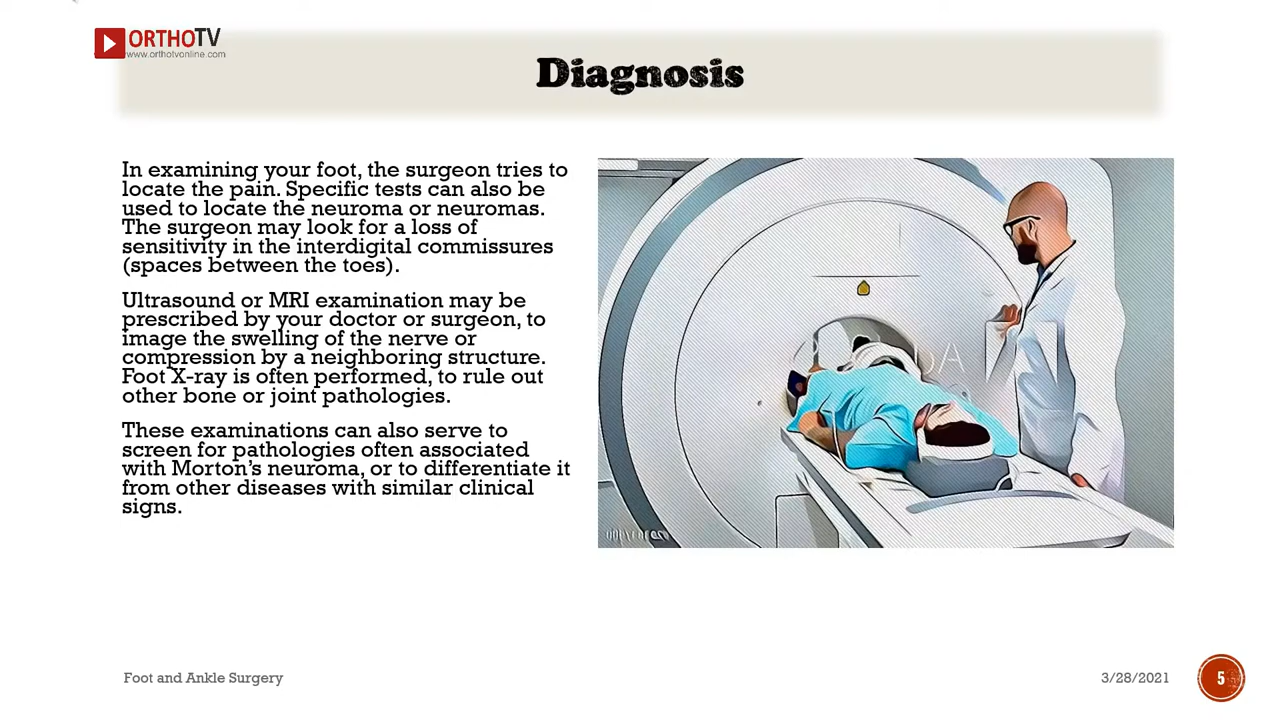 ORTHOTV
www.orthotvonline.com
Diagnosis
In examining your foot, the surgeon tries to
locate the pain. Specific tests can also be
used to locate the neuroma or neuromas.
The surgeon may look for a loss of
sensitivity in the interdigital commissures
(spaces between the toes).
Ultrasound or MRI examination may be
prescribed by your doctor or surgeon, to
image the swelling of the nerve or
compression by a neighboring structure.
Foot X-ray is often performed, to rule out
other bone or joint pathologies.
These examinations can also serve to
screen for pathologies often associated
with Morton's neuroma, or to differentiate it
from other diseases with similar clinical
signs.
Foot and Ankle Surgery
3/28/2021
5